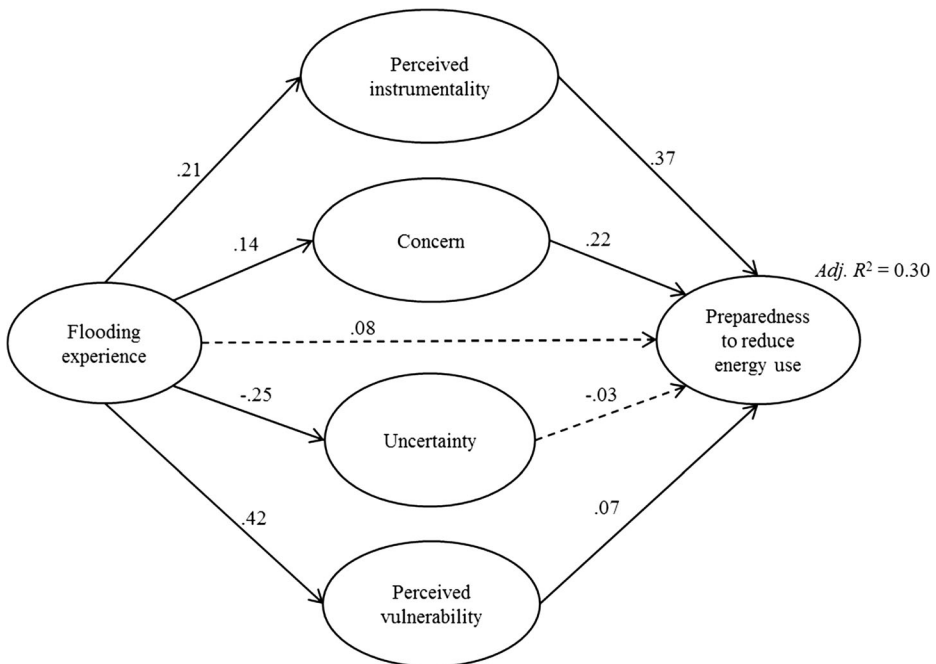 Perceived
instrumentality
.21
.37
Concern
.14
.22
Adj. R² = 0.30
Flooding
experience
.08
Preparedness
to reduce
energy use
-.25
-.03
Uncertainty
.42
.07
Perceived
vulnerability